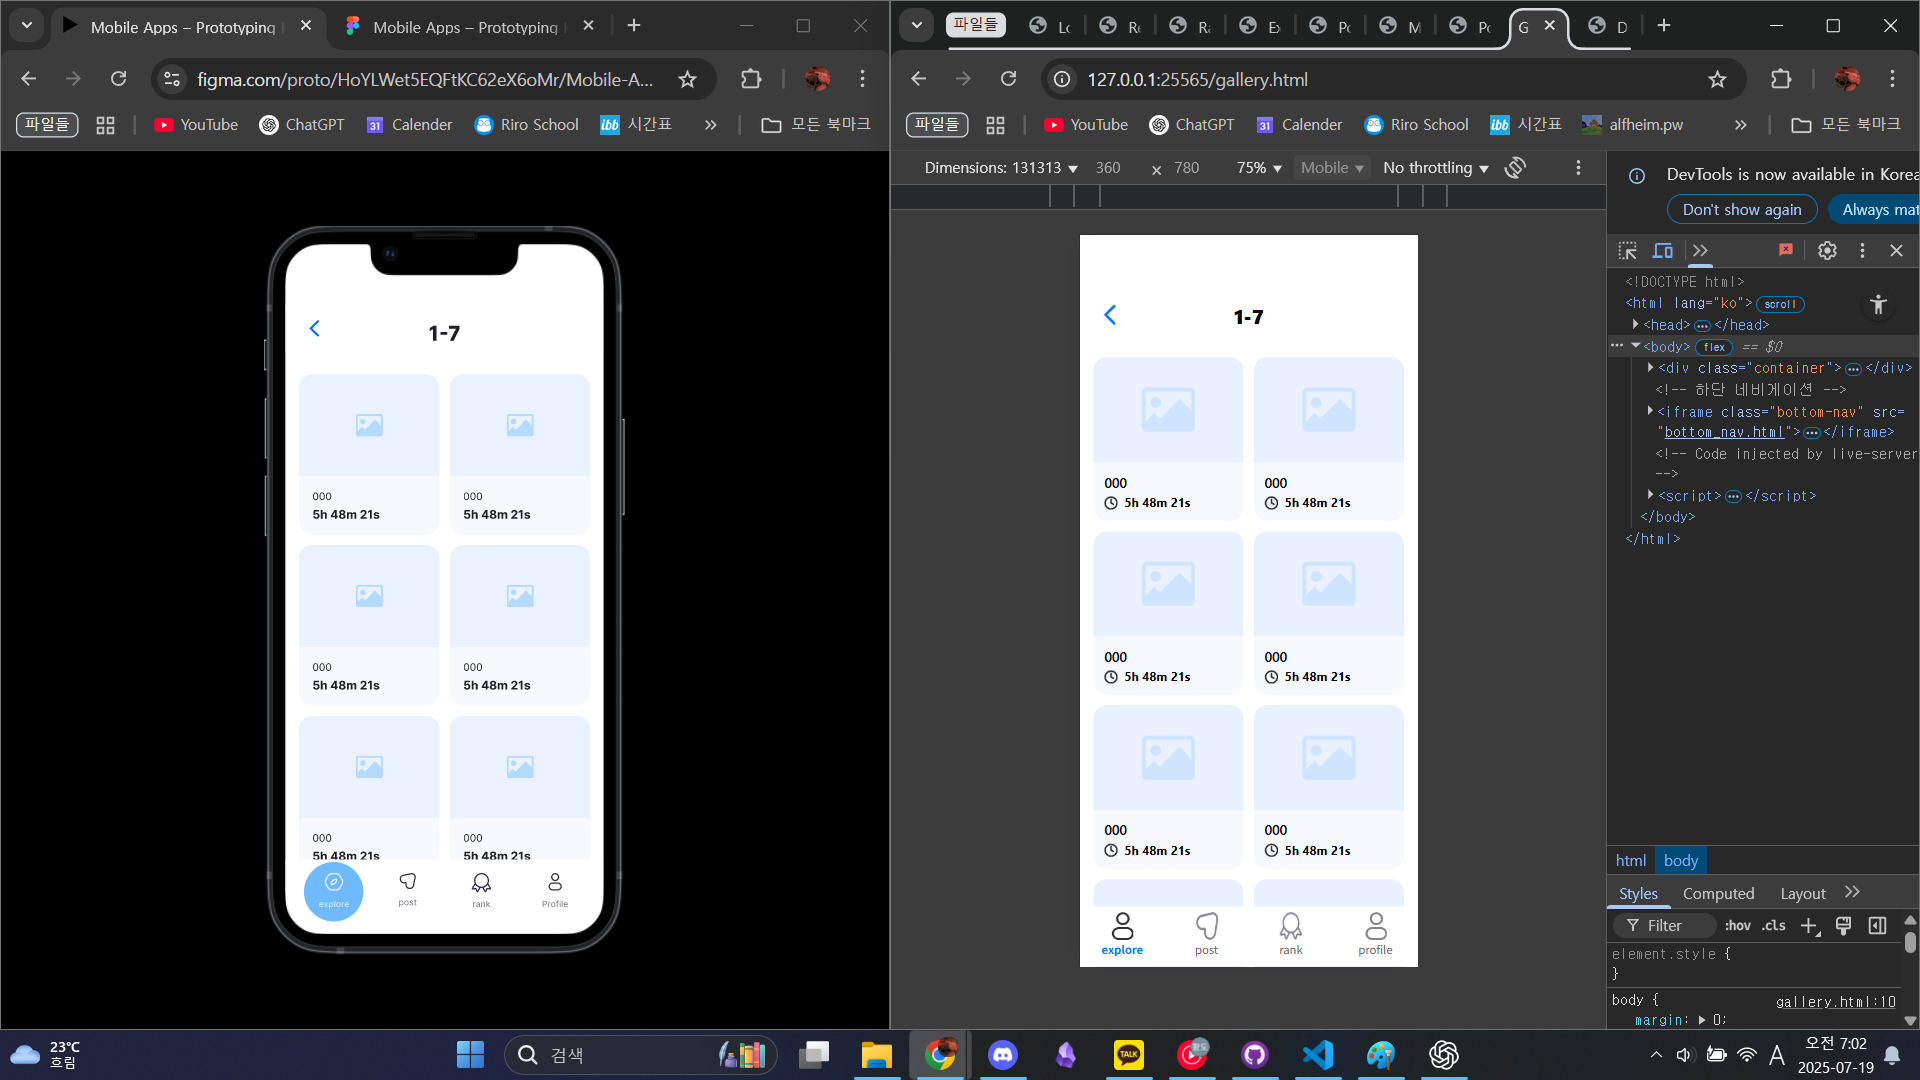 Mobile Apps – Prototyping
Mobile Apps – Prototyping
figma.com/proto/HoYLWet5EQFtKC62eX6oMr/Mobile-A...
파일들
YouTube
ChatGPT
Calender
Riro School
시간표
모든 북마크
1-7
000
5h 48m 21s
000
5h 48m 21s
000
5h 48m 21s
000
5h 48m 21s
000
5h 48m 21s
000
5h 48m 21s
explore
post
rank
Profile
파일들
G
D
127.0.0.1:25565/gallery.html
파일들
YouTube
ChatGPT
Calender
Riro School
시간표
alfheim.pw
모든 북마크
Dimensions: 131313 360 × 780 75% Mobile No throttling
1-7
000
5h 48m 21s
000
5h 48m 21s
000
5h 48m 21s
000
5h 48m 21s
000
5h 48m 21s
000
5h 48m 21s
explore
post
rank
profile
DevTools is now available in Korea
Don't show again
Always mat
<!DOCTYPE html>
<html lang="ko"> scroll
<head> ... </head>
<body> flex == $0
<div class="container"> ... </div>
<!-- 하단 네비게이션 -->
<iframe class="bottom-nav" src=
"bottom_nav.html"> ... </iframe>
<!-- Code injected by live-server
-->
<script> ... </script>
</body>
</html>
html body
Styles Computed Layout
Filter :hov .cls
element.style {
}
body { gallery.html:10
margin: 0;
23°C
흐림
검색
오전 7:02
2025-07-19